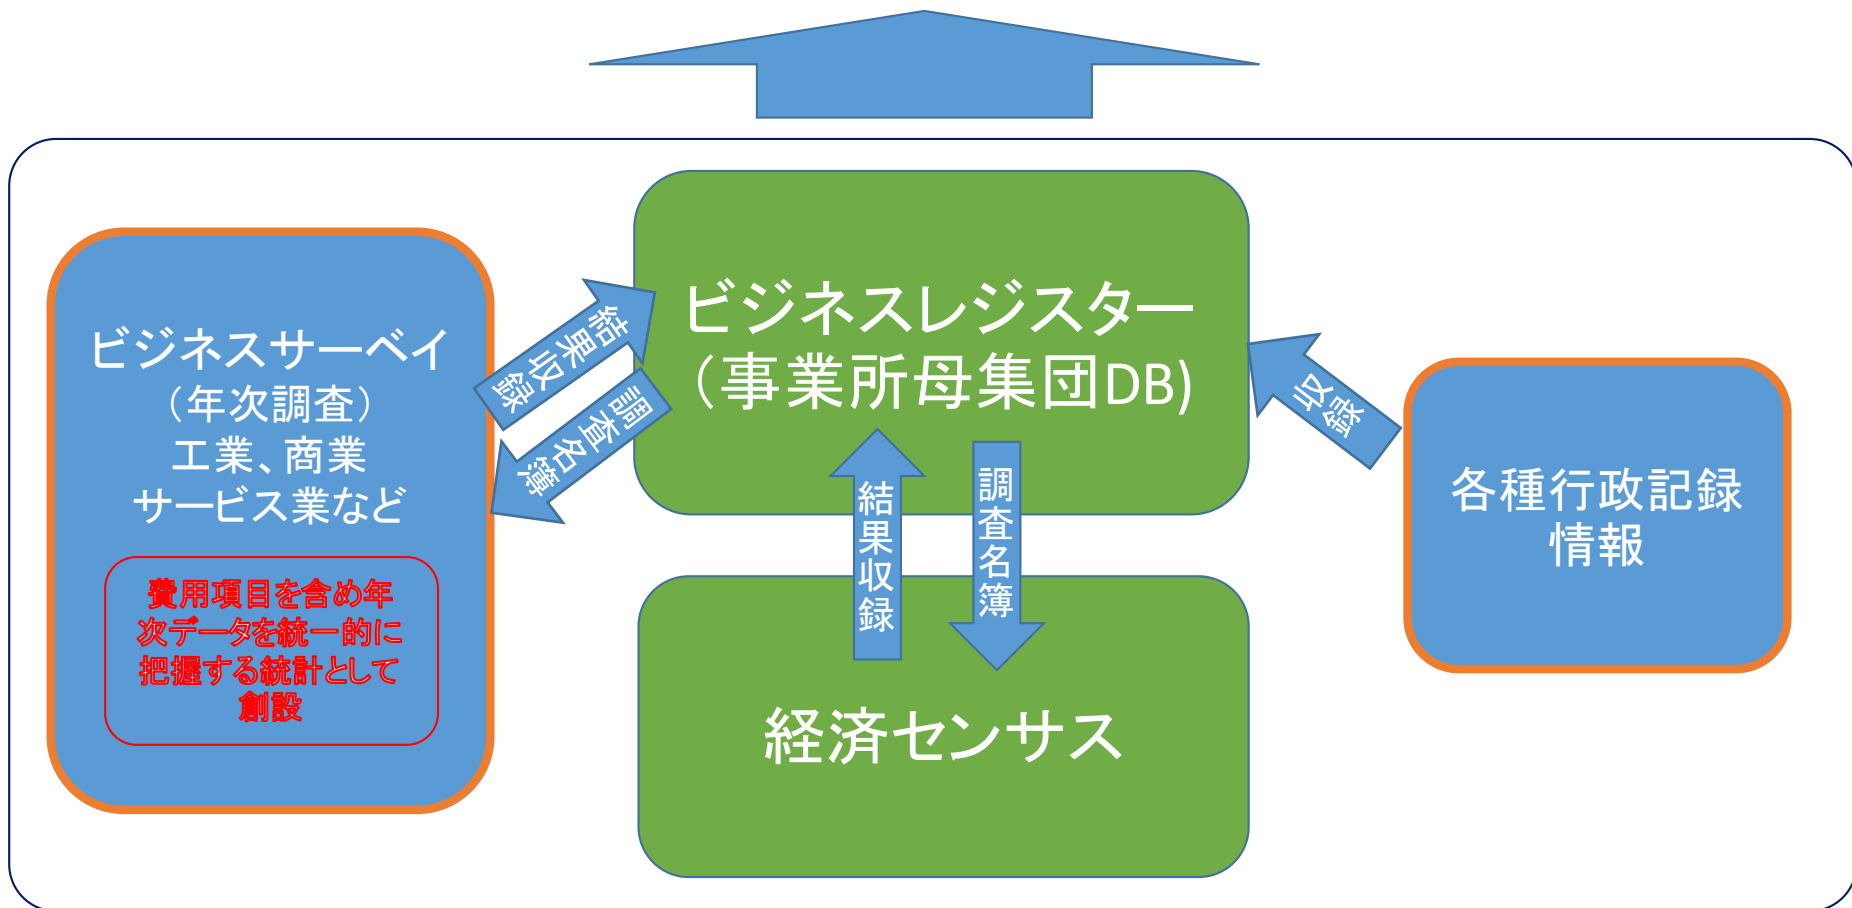 ビジネスサーベイ
（年次調査）
工業、商業
サービス業など
費用項目を含め年
次データを統一的に
把握する統計として
創設
結果収録
調査名簿
ビジネスレジスター
（事業所母集団DB)
結果収録
調査名簿
経済センサス
収録
各種行政記録
情報